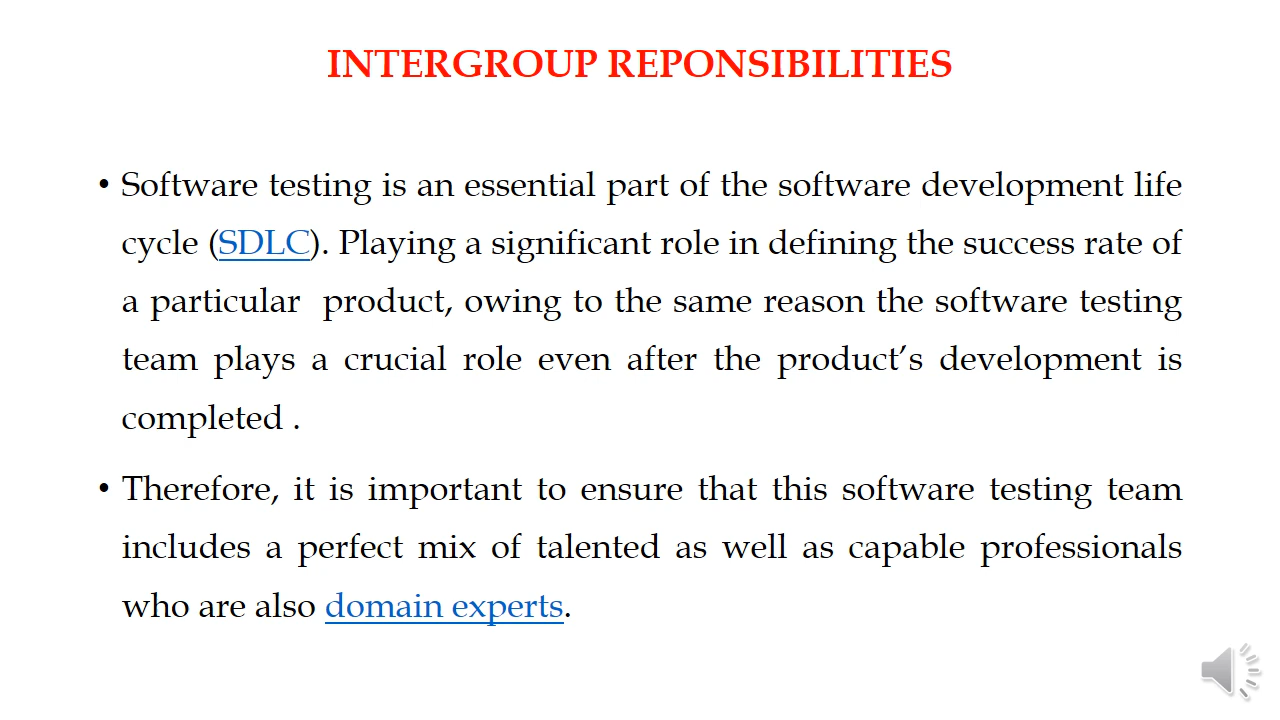 INTERGROUP REPONSIBILITIES
• Software testing is an essential part of the software development life
cycle (SDLC). Playing a significant role in defining the success rate of
a particular  product, owing to the same reason the software testing
team plays a crucial role even after the product’s development is
completed .
• Therefore, it is important to ensure that this software testing team
includes a perfect mix of talented as well as capable professionals
who are also domain experts.